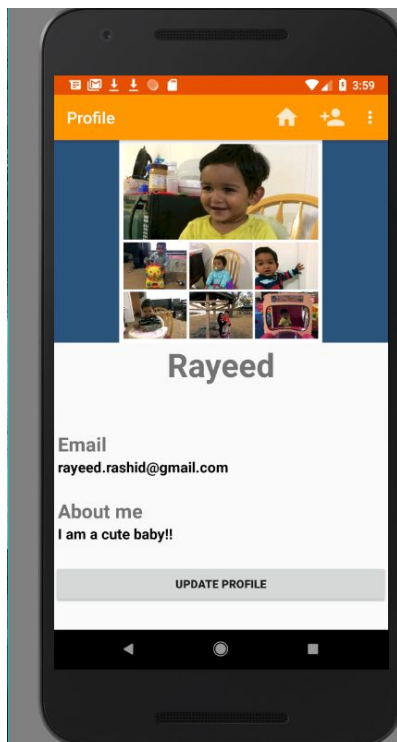 3:59
Profile
Rayeed
Email
rayeed.rashid@gmail.com
About me
I am a cute baby!!
UPDATE PROFILE